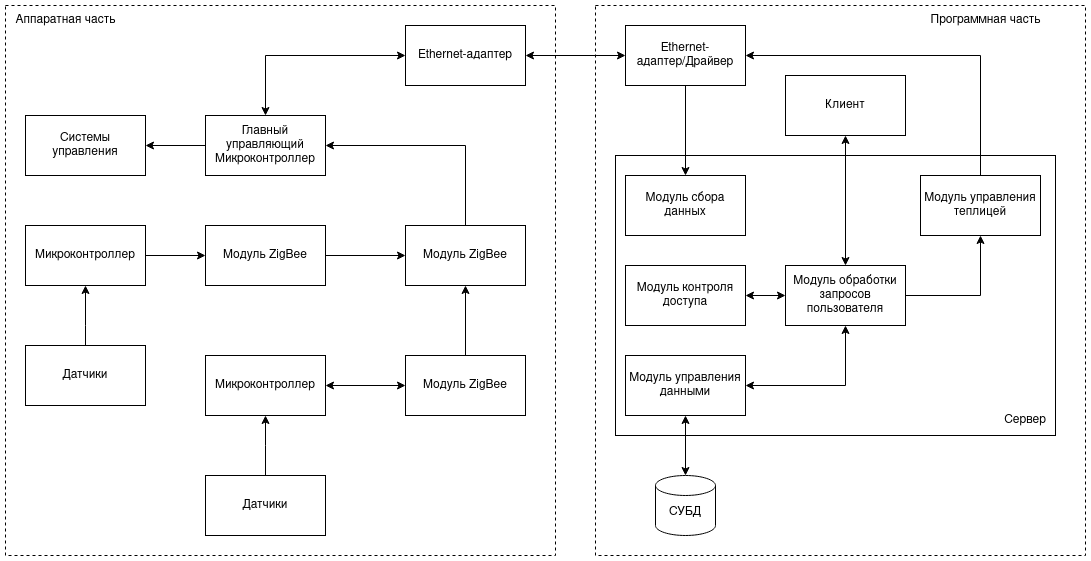 Аппаратная часть
Ethernet-адаптер
Системы
управления
Главный
управляющий
Микроконтроллер
Микроконтроллер
Модуль ZigBee
Модуль ZigBee
Датчики
Микроконтроллер
Модуль ZigBee
Датчики
Программная часть
Ethernet-
адаптер/Драйвер
Клиент
Модуль сбора
данных
Модуль управления
теплицей
Модуль контроля
доступа
Модуль обработки
запросов
пользователя
Модуль управления
данными
Сервер
СУБД